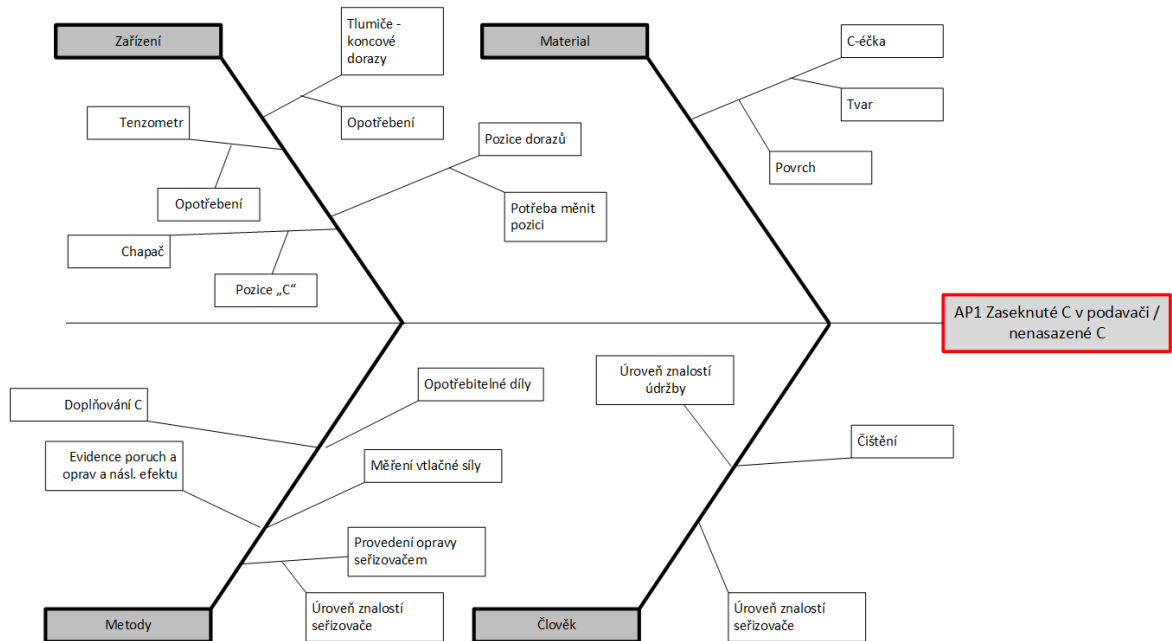 Zařízení
Tlumiče -
koncové
dorazy
Material
C-éčka
Tenzometr
Opotřebení
Tvar
Pozice dorazů
Povrch
Opotřebení
Potřeba měnit
pozici
Chapač
Pozice „C“
AP1 Zaseknuté C v podavači /
nenasazené C
Opotřebitelné díly
Úroveň znalostí
údržby
Doplňování C
Evidence poruch a
oprav a násl. efektu
Čištění
Měření vtlačné síly
Provedení opravy
seřizovačem
Úroveň znalostí
seřizovače
Úroveň znalostí
seřizovače
Metody
Člověk